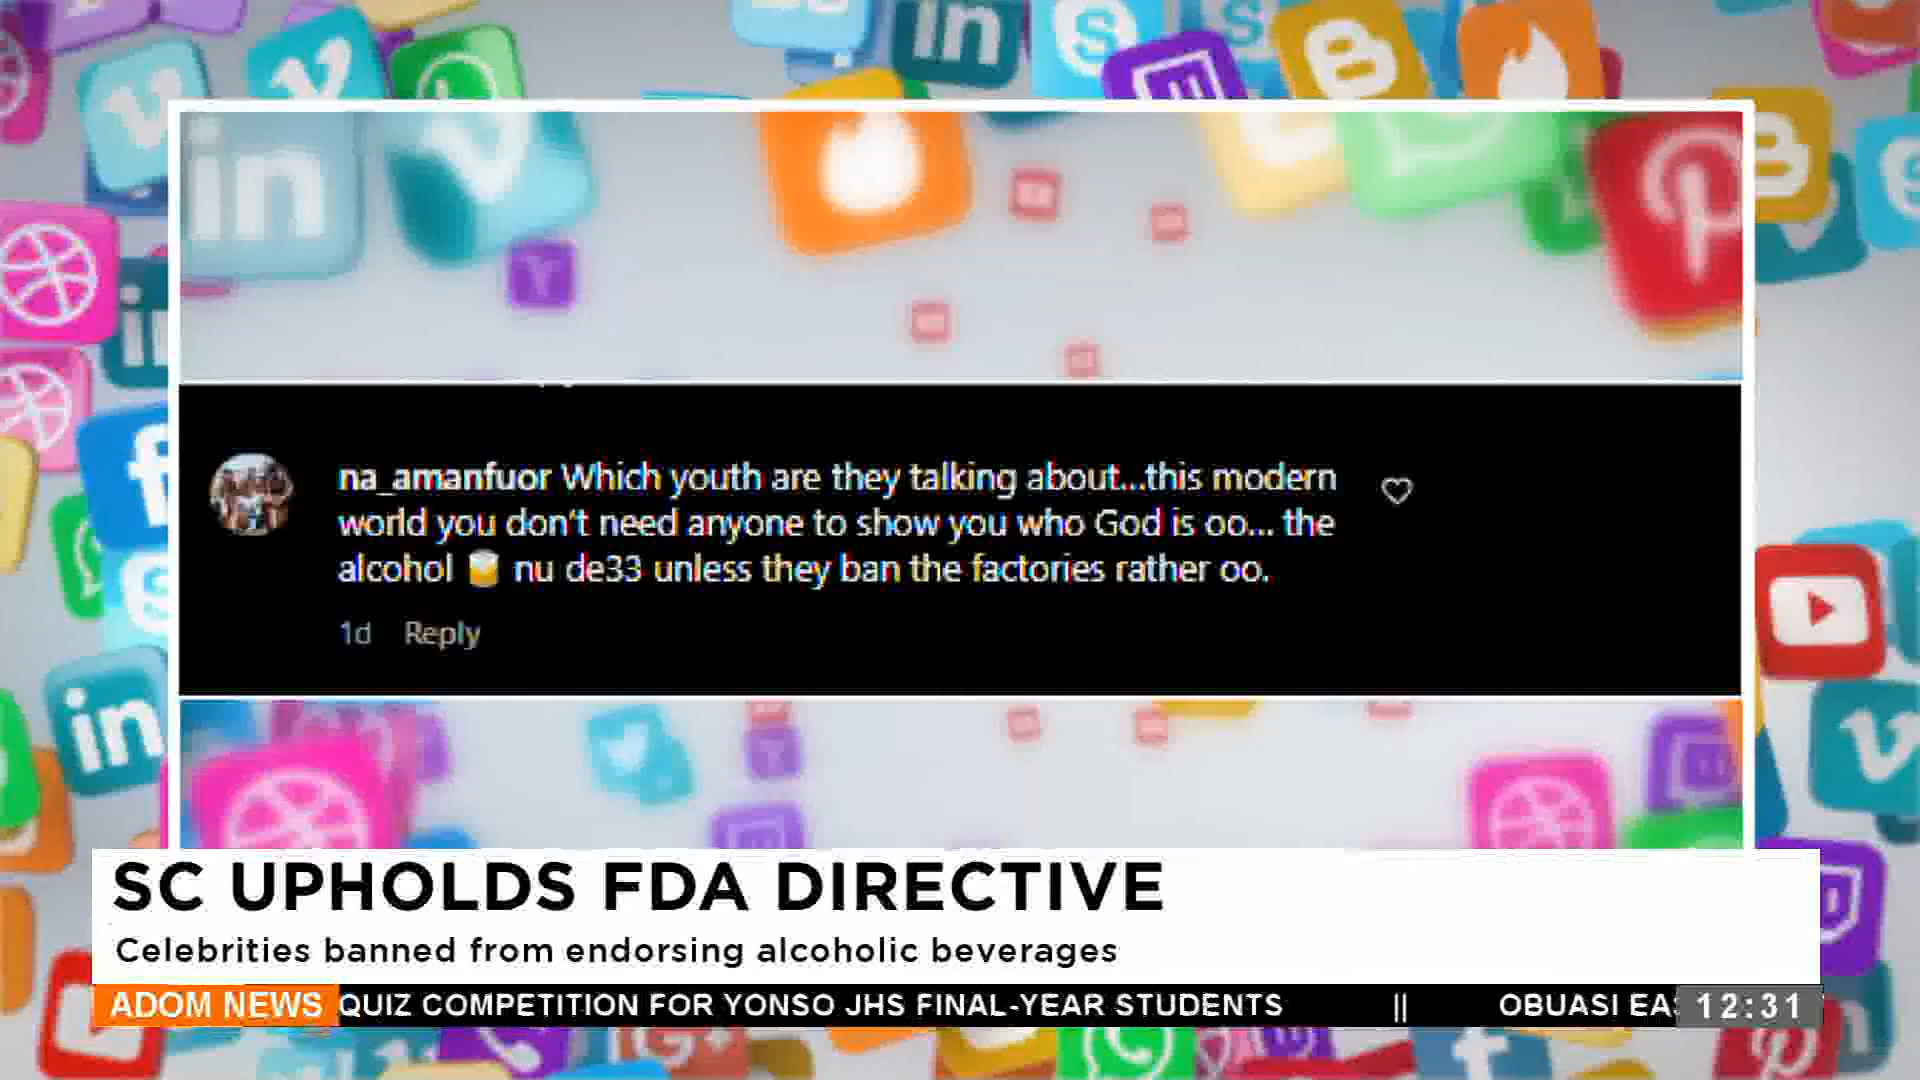 na_amanfuor Which youth are they talking about...this modern
world you don't need anyone to show you who God is oo... the
alcohol 🥃 nu de33 unless they ban the factories rather oo.
1d Reply
SC UPHOLDS FDA DIRECTIVE
Celebrities banned from endorsing alcoholic beverages
ADOM NEWS QUIZ COMPETITION FOR YONSO JHS FINAL-YEAR STUDENTS || OBUASI EA 12:31